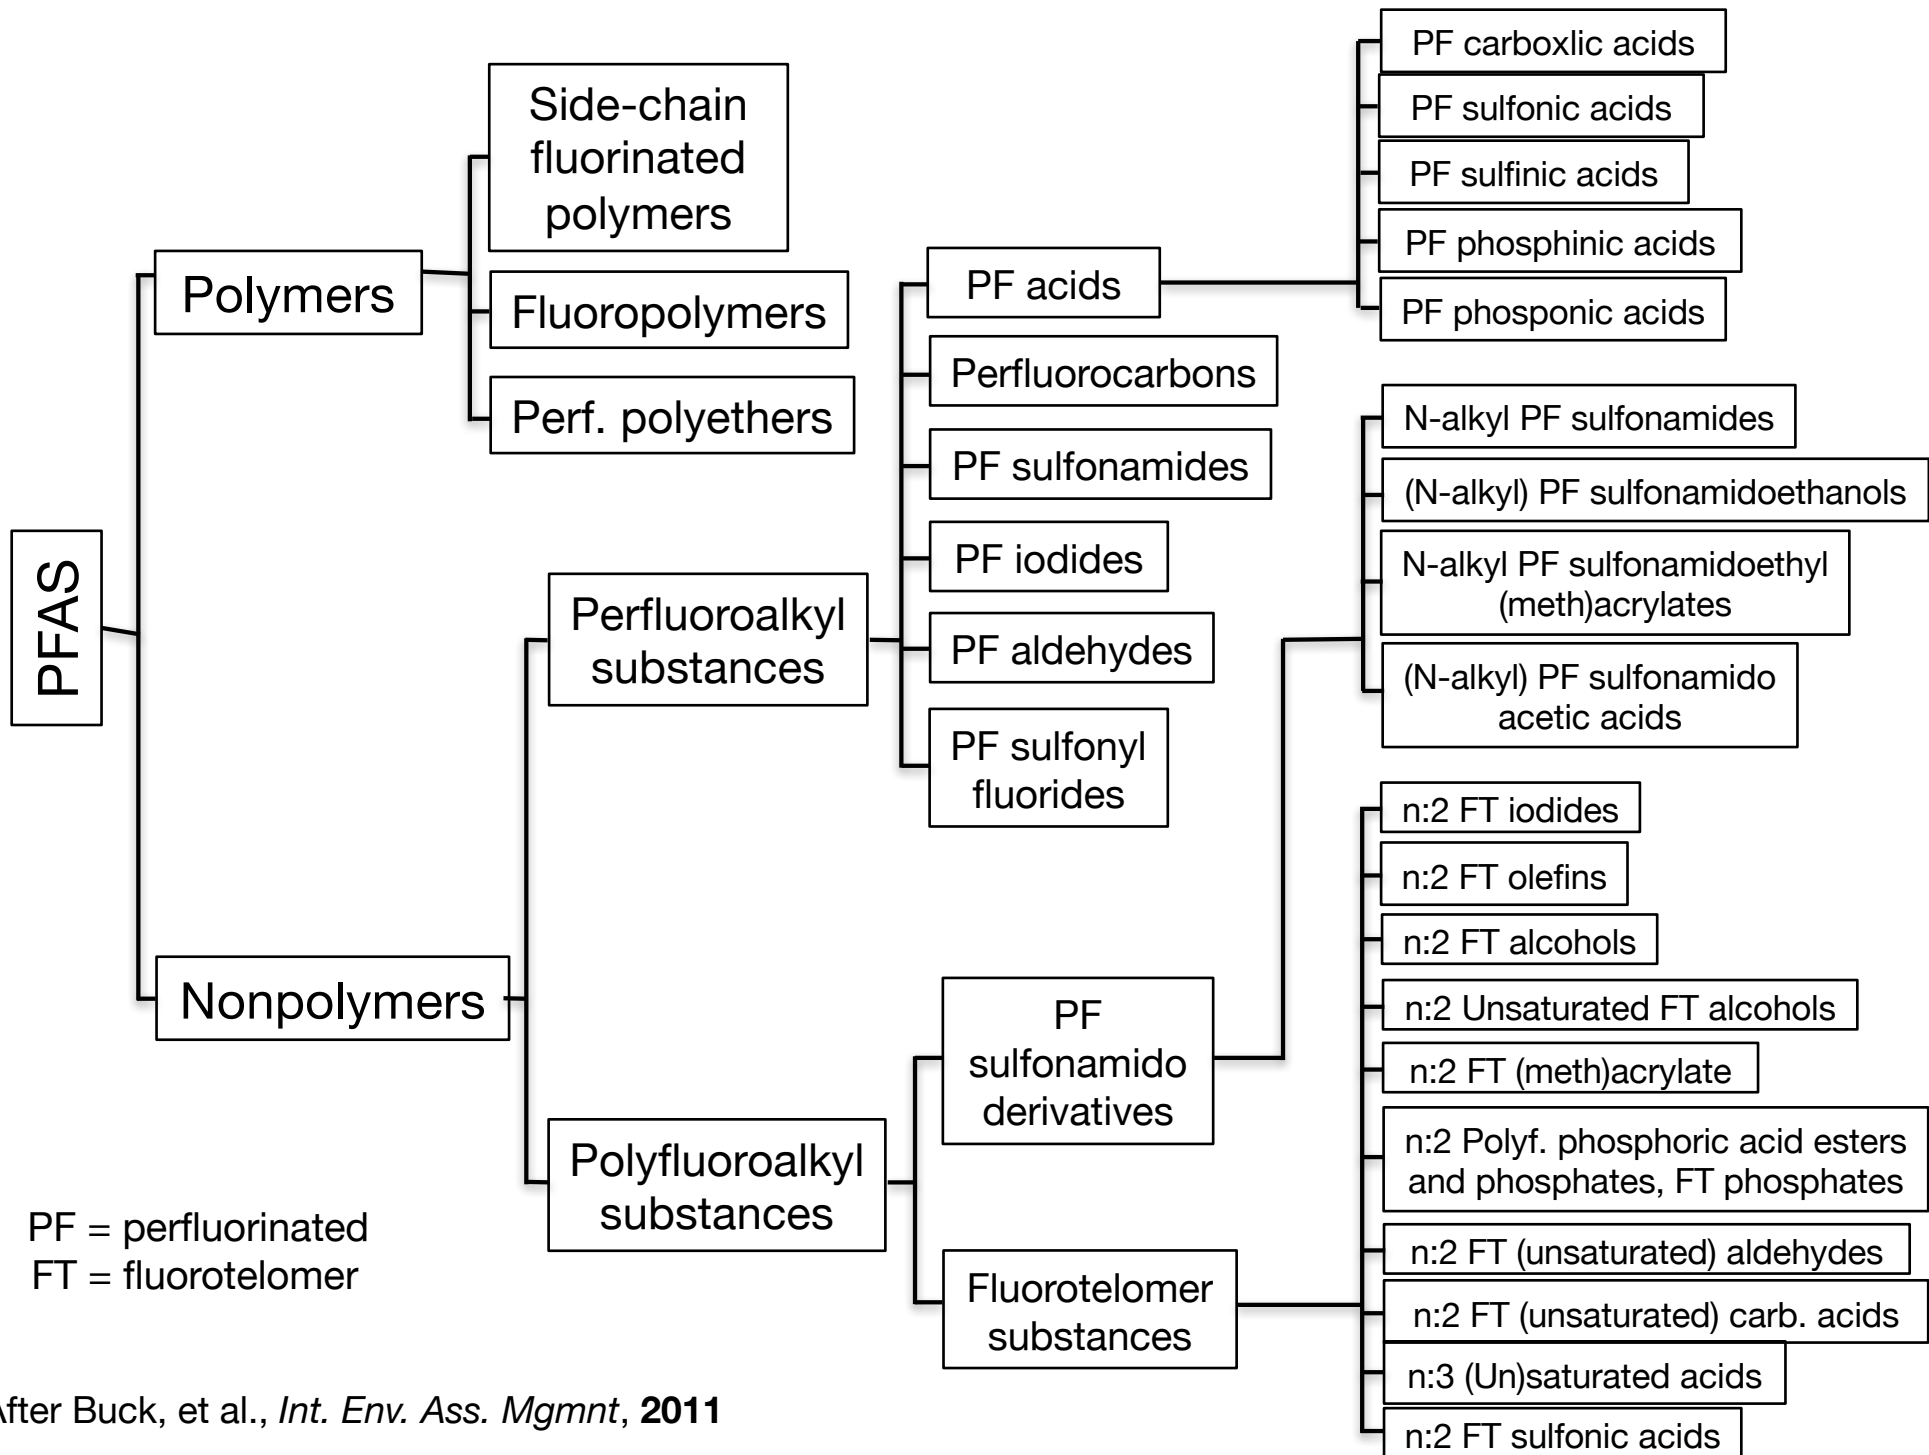 PFAS
Polymers
Nonpolymers
Side-chain
fluorinated
polymers
Fluoropolymers
Perf. polyethers
Perfluoroalkyl
substances
Polyfluoroalkyl
substances
PF acids
Perfluorocarbons
PF sulfonamides
PF iodides
PF aldehydes
PF sulfonyl
fluorides
PF
sulfonamido
derivatives
Fluorotelomer
substances
PF carboxlic acids
PF sulfonic acids
PF sulfinic acids
PF phosphinic acids
PF phosponic acids
N-alkyl PF sulfonamides
(N-alkyl) PF sulfonamidoethanols
N-alkyl PF sulfonamidoethyl
(meth)acrylates
(N-alkyl) PF sulfonamido
acetic acids
n:2 FT iodides
n:2 FT olefins
n:2 FT alcohols
n:2 Unsaturated FT alcohols
n:2 FT (meth)acrylate
n:2 Polyf. phosphoric acid esters
and phosphates, FT phosphates
n:2 FT (unsaturated) aldehydes
n:2 FT (unsaturated) carb. acids
n:3 (Un)saturated acids
n:2 FT sulfonic acids
PF = perfluorinated
FT = fluorotelomer
After Buck, et al., Int. Env. Ass. Mgmnt, 2011